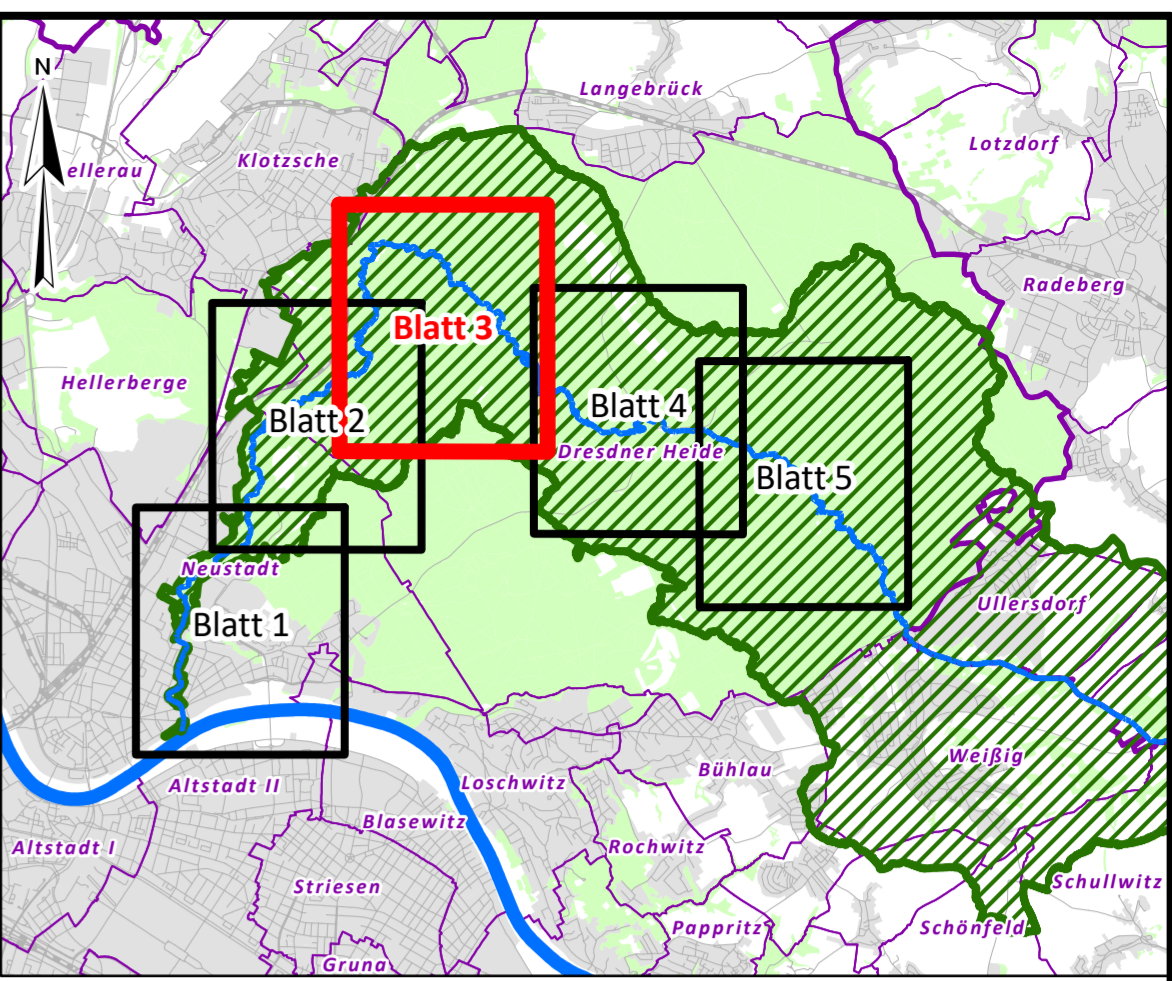 N
Langebrück
Lotzdorf
Klotzsche
ellerau
Radeberg
Blatt 3
Hellerberge
Blatt 4
Blatt 2
Dresdner Heide
Blatt 5
Neustadt
Ullersdorf
Blatt 1
Weißig
Bühlau
Loschwitz
Altstadt II
Blasewitz
Altstadt I
Rochwitz
Striesen
Schullwitz
Pappritz
Schönfeld
Gruna